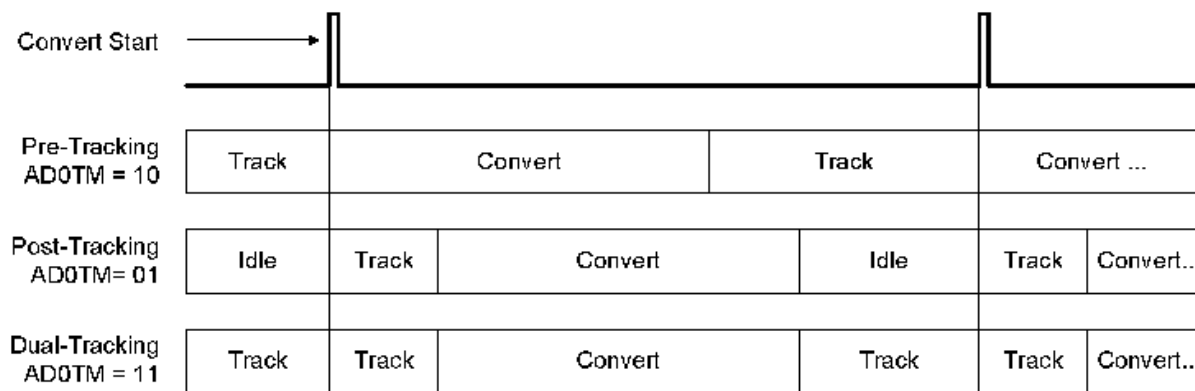 Convert Start
Pre-Tracking
AD0TM = 10
Track
Convert
Track
Convert ...
Post-Tracking
AD0TM= 01
Idle
Track
Convert
Idle
Track
Convert..
Dual-Tracking
AD0TM = 11
Track
Track
Convert
Track
Track
Convert..